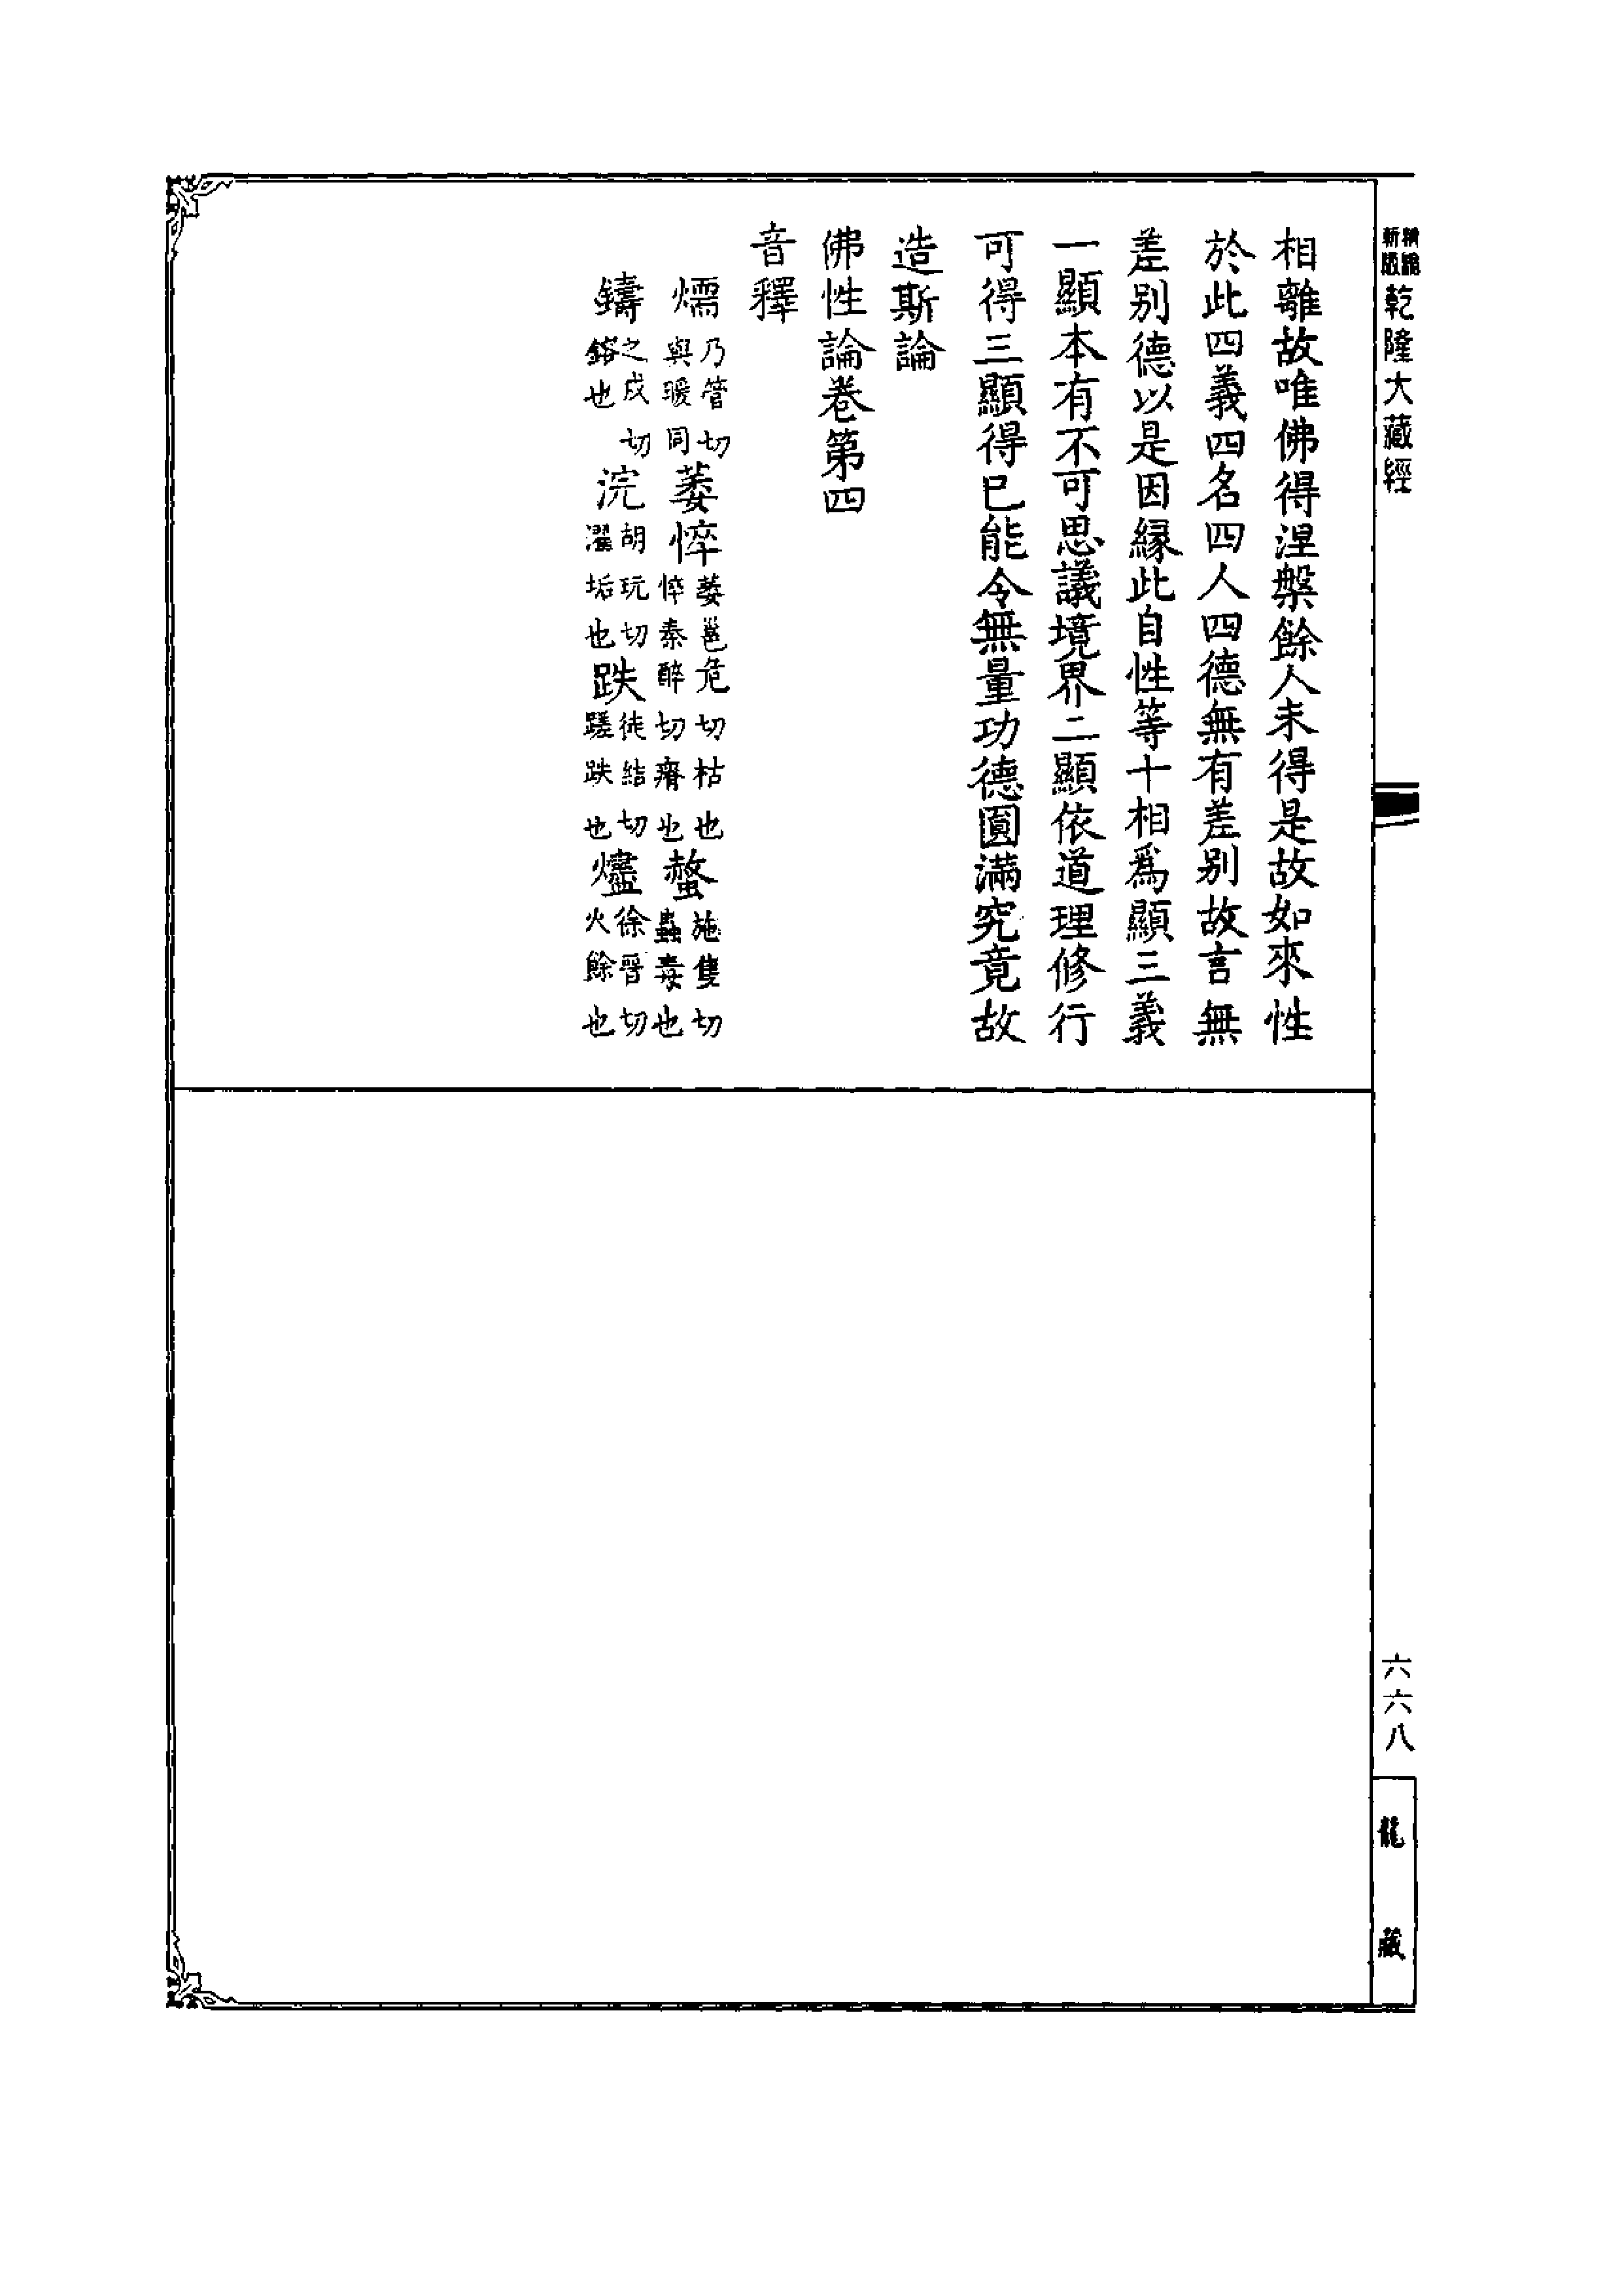 乾隆大藏經
相離故唯佛得涅槃餘人未得是故如來性
於此四義四名四人四德無有差别故言無
差别德以是因緣此自性等十相爲顯三義
一顯本有不可思議境界二顯依道理修行
可得三顯得已能令無量功德圓滿究竟故
造斯論
佛性論卷第四
音釋
煗乃管切與暖同 萎悴萎邕危切枯也悴秦醉切瘠也 螫施隻切蟲毒也
鑄之戍切鎔也 浣胡玩切濯垢也 跌徒結切蹉跌也 燼徐晉切火餘也
六六八
龍藏